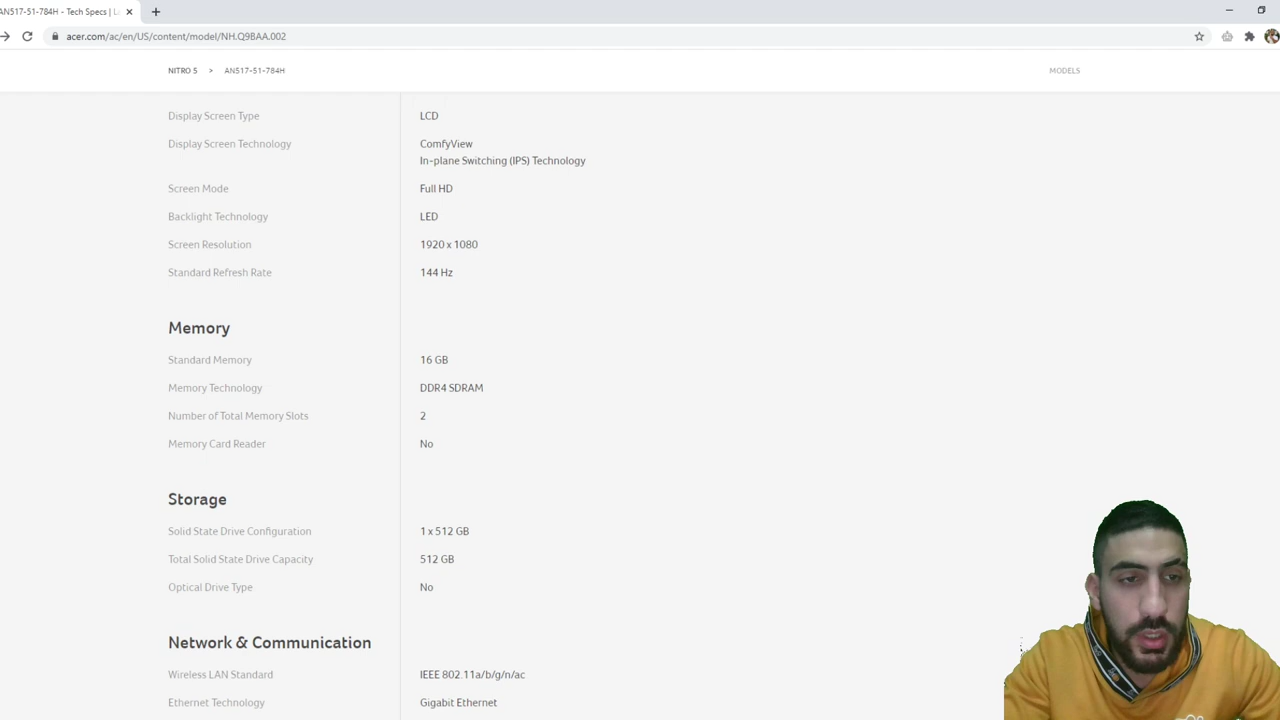 AN517-51-784H - Tech Specs | L
acer.com/ac/en/US/content/model/NH.Q9BAA.002
NITRO 5 > AN517-51-784H MODELS
Display Screen Type LCD
Display Screen Technology ComfyView
In-plane Switching (IPS) Technology
Screen Mode Full HD
Backlight Technology LED
Screen Resolution 1920 x 1080
Standard Refresh Rate 144 Hz
Memory
Standard Memory 16 GB
Memory Technology DDR4 SDRAM
Number of Total Memory Slots 2
Memory Card Reader No
Storage
Solid State Drive Configuration 1 x 512 GB
Total Solid State Drive Capacity 512 GB
Optical Drive Type No
Network & Communication
Wireless LAN Standard IEEE 802.11a/b/g/n/ac
Ethernet Technology Gigabit Ethernet